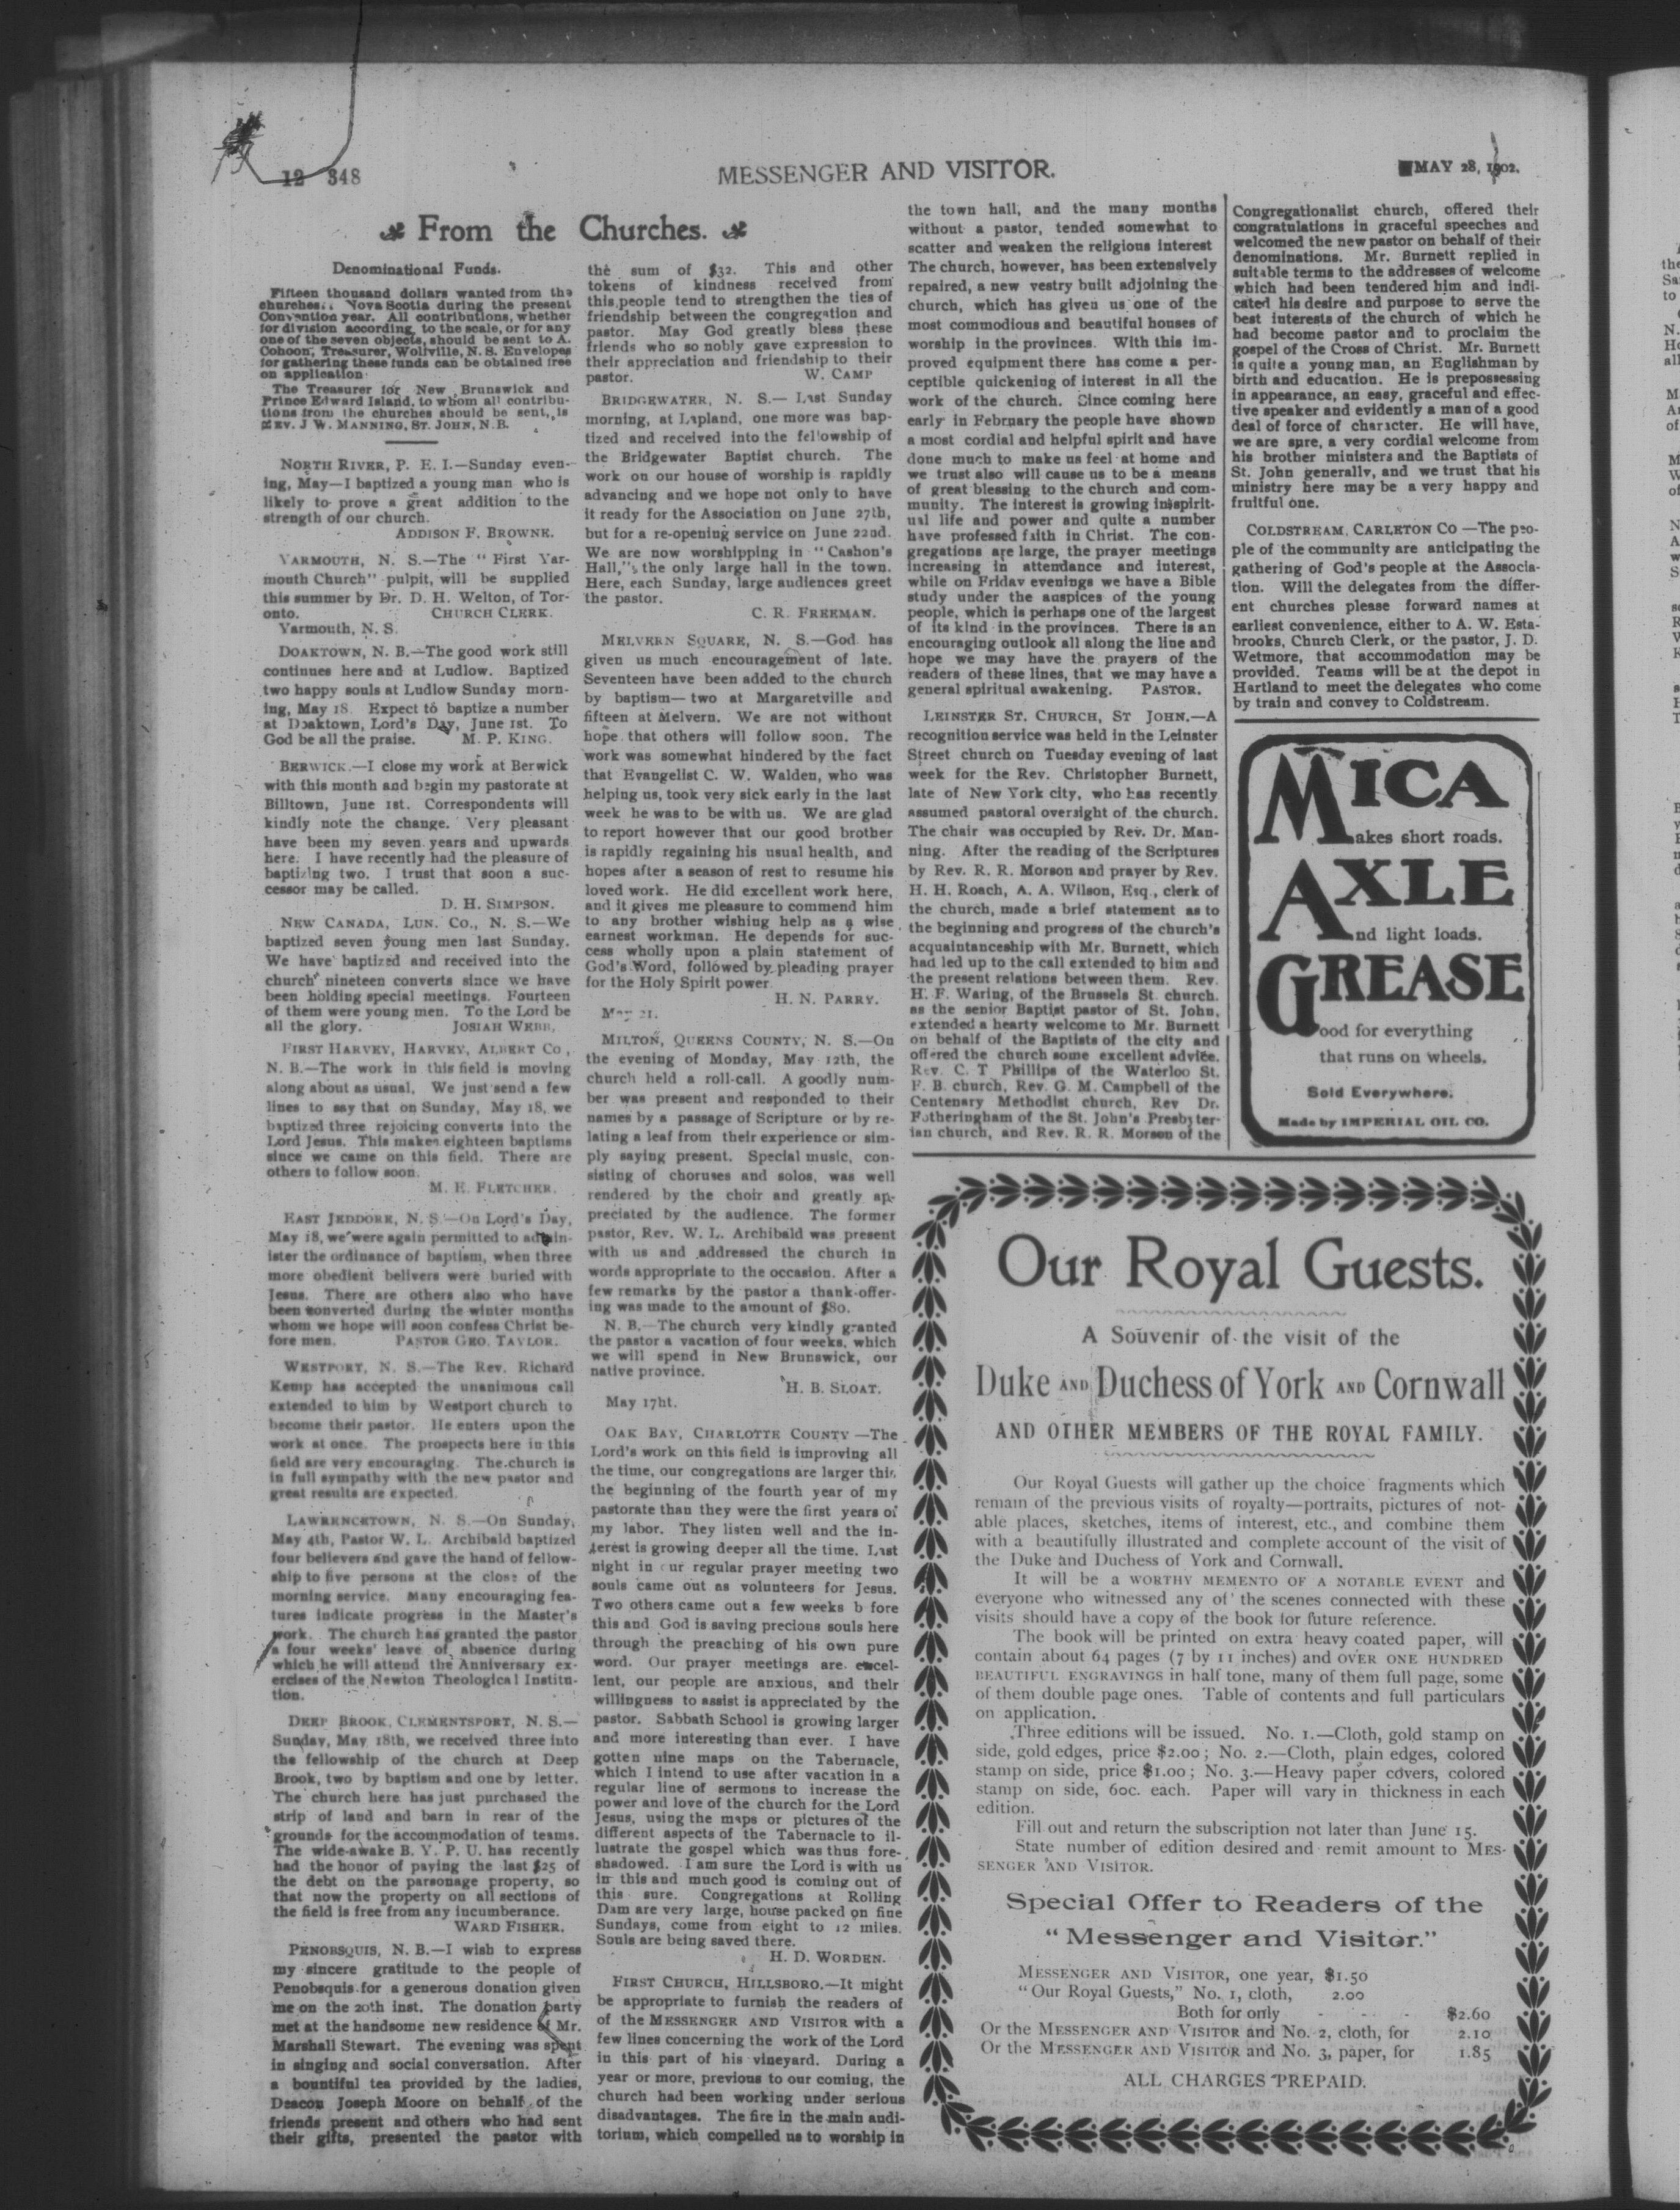 12 348
MESSENGER AND VISITOR.
MAY 28, 1902.
From the Churches.
Denominational Funds.
Fifteen thousand dollars wanted from the
churches Nova Scotia during the present
Convention year. All contributions, whether
for division according to the scale, or for any
one of the seven objects, should be sent to A.
Cohoon, Treasurer, Wolfville, N. S. Envelopes
for gathering these funds can be obtained free
on application
The Treasurer for New Brunswick and
Prince Edward Island, to whom all contribu-
tions from the churches should be sent, is
REV. J W. MANNING, ST. JOHN, N.B.
NORTH RIVER, P. E. I.—Sunday even-
ing, May—I baptized a young man who is
likely to prove a great addition to the
strength of our church.
ADDISON F. BROWNE.
YARMOUTH, N. S.—The "First Yar-
mouth Church" pulpit, will be supplied
this summer by Dr. D. H. Welton, of Tor-
onto. CHURCH CLERK.
Yarmouth, N. S.
DOAKTOWN, N. B.—The good work still
continues here and at Ludlow. Baptized
two happy souls at Ludlow Sunday morn-
ing, May 18. Expect to baptize a number
at Doaktown, Lord's Day, June 1st. To
God be all the praise. M. P. KING.
BERWICK.—I close my work at Berwick
with this month and begin my pastorate at
Billtown, June 1st. Correspondents will
kindly note the change. Very pleasant
have been my seven years and upwards
here. I have recently had the pleasure of
baptizing two. I trust that soon a suc-
cessor may be called.
D. H. SIMPSON.
NEW CANADA, LUN. CO., N. S.—We
baptized seven young men last Sunday.
We have baptized and received into the
church nineteen converts since we have
been holding special meetings. Fourteen
of them were young men. To the Lord be
all the glory. JOSIAH WEBB,
FIRST HARVEY, HARVEY, ALBERT CO,
N. B.—The work in this field is moving
along about as usual. We just send a few
lines to say that on Sunday, May 18, we
baptized three rejoicing converts into the
Lord Jesus. This makes eighteen baptisms
since we came on this field. There are
others to follow soon.
M. E. FLETCHER.
EAST JEDDORE, N. S.—On Lord's Day,
May 18, we were again permitted to admin-
ister the ordinance of baptism, when three
more obedient belivers were buried with
Jesus. There are others also who have
been converted during the winter months
whom we hope will soon confess Christ be-
fore men. PASTOR GEO. TAYLOR.
WESTPORT, N. S.—The Rev. Richard
Kemp has accepted the unanimous call
extended to him by Westport church to
become their pastor. He enters upon the
work at once. The prospects here in this
field are very encouraging. The church is
in full sympathy with the new pastor and
great results are expected.
LAWRENCETOWN, N. S.—On Sunday,
May 4th, Pastor W. L. Archibald baptized
four believers and gave the hand of fellow-
ship to five persons at the close of the
morning service. Many encouraging fea-
tures indicate progress in the Master's
work. The church has granted the pastor
a four weeks' leave of absence during
which he will attend the Anniversary ex-
ercises of the Newton Theological Institu-
tion.
DEEP BROOK, CLEMENTSPORT, N. S.—
Sunday, May 18th, we received three into
the fellowship of the church at Deep
Brook, two by baptism and one by letter.
The church here has just purchased the
strip of land and barn in rear of the
grounds for the accommodation of teams.
The wide-awake B. Y. P. U. has recently
had the honor of paying the last $25 of
the debt on the parsonage property, so
that now the property on all sections of
the field is free from any incumberance.
WARD FISHER.
PENOBSQUIS, N. B.—I wish to express
my sincere gratitude to the people of
Penobsquis for a generous donation given
me on the 20th inst. The donation party
met at the handsome new residence of Mr.
Marshall Stewart. The evening was spent
in singing and social conversation. After
a bountiful tea provided by the ladies,
Deacon Joseph Moore on behalf of the
friends present and others who had sent
their gifts, presented the pastor with
the sum of $32. This and other
tokens of kindness received from
this people tend to strengthen the ties of
friendship between the congregation and
pastor. May God greatly bless these
friends who so nobly gave expression to
their appreciation and friendship to their
pastor. W. CAMP
BRIDGEWATER, N. S.—Last Sunday
morning, at Lapland, one more was bap-
tized and received into the fellowship of
the Bridgewater Baptist church. The
work on our house of worship is rapidly
advancing and we hope not only to have
it ready for the Association on June 27th,
but for a re-opening service on June 22nd.
We are now worshipping in "Cashon's
Hall," the only large hall in the town.
Here, each Sunday, large audiences greet
the pastor.
C. R. FREEMAN.
MELVERN SQUARE, N. S.—God has
given us much encouragement of late.
Seventeen have been added to the church
by baptism—two at Margaretville and
fifteen at Melvern. We are not without
hope that others will follow soon. The
work was somewhat hindered by the fact
that Evangelist C. W. Walden, who was
helping us, took very sick early in the last
week he was to be with us. We are glad
to report however that our good brother
is rapidly regaining his usual health, and
hopes after a season of rest to resume his
loved work. He did excellent work here,
and it gives me pleasure to commend him
to any brother wishing help as a wise
earnest workman. He depends for suc-
cess wholly upon a plain statement of
God's Word, followed by pleading prayer
for the Holy Spirit power.
H. N. PARRY.
May 21.
MILTON, QUEENS COUNTY, N. S.—On
the evening of Monday, May 12th, the
church held a roll-call. A goodly num-
ber was present and responded to their
names by a passage of Scripture or by re-
lating a leaf from their experience or sim-
ply saying present. Special music, con-
sisting of choruses and solos, was well
rendered by the choir and greatly ap-
preciated by the audience. The former
pastor, Rev. W. L. Archibald was present
with us and addressed the church in
words appropriate to the occasion. After a
few remarks by the pastor a thank-offer-
ing was made to the amount of $80.
N. B.—The church very kindly granted
the pastor a vacation of four weeks, which
we will spend in New Brunswick, our
native province.
H. B. SLOAT.
May 17ht.
OAK BAY, CHARLOTTE COUNTY—The
Lord's work on this field is improving all
the time, our congregations are larger this
the beginning of the fourth year of my
pastorate than they were the first years of
my labor. They listen well and the in-
terest is growing deeper all the time. Last
night in our regular prayer meeting two
souls came out as volunteers for Jesus.
Two others came out a few weeks b fore
this and God is saving precious souls here
through the preaching of his own pure
word. Our prayer meetings are excel-
lent, our people are anxious, and their
willingness to assist is appreciated by the
pastor. Sabbath School is growing larger
and more interesting than ever. I have
gotten nine maps on the Tabernacle,
which I intend to use after vacation in a
regular line of sermons to increase the
power and love of the church for the Lord
Jesus, using the maps or pictures of the
different aspects of the Tabernacle to il-
lustrate the gospel which was thus fore-
shadowed. I am sure the Lord is with us
in this and much good is coming out of
this sure. Congregations at Rolling
Dam are very large, house packed on fine
Sundays, come from eight to 12 miles.
Souls are being saved there.
H. D. WORDEN.
FIRST CHURCH, HILLSBORO.—It might
be appropriate to furnish the readers of
of the MESSENGER AND VISITOR with a
few lines concerning the work of the Lord
in this part of his vineyard. During a
year or more, previous to our coming, the
church had been working under serious
disadvantages. The fire in the main audi-
torium, which compelled us to worship in
the town hall, and the many months
without a pastor, tended somewhat to
scatter and weaken the religious interest
The church, however, has been extensively
repaired, a new vestry built adjoining the
church, which has given us one of the
most commodious and beautiful houses of
worship in the provinces. With this im-
proved equipment there has come a per-
ceptible quickening of interest in all the
work of the church. Since coming here
early in February the people have shown
a most cordial and helpful spirit and have
done much to make us feel at home and
we trust also will cause us to be a means
of great blessing to the church and com-
munity. The interest is growing in spirit-
ual life and power and quite a number
have professed faith in Christ. The con-
gregations are large, the prayer meetings
increasing in attendance and interest,
while on Friday evenings we have a Bible
study under the auspices of the young
people, which is perhaps one of the largest
of its kind in the provinces. There is an
encouraging outlook all along the line and
hope we may have the prayers of the
readers of these lines, that we may have a
general spiritual awakening. PASTOR.
LEINSTER ST. CHURCH, ST JOHN.—A
recognition service was held in the Leinster
Street church on Tuesday evening of last
week for the Rev. Christopher Burnett,
late of New York city, who has recently
assumed pastoral oversight of the church.
The chair was occupied by Rev. Dr. Man-
ning. After the reading of the Scriptures
by Rev. R. R. Morson and prayer by Rev.
H. H. Roach, A. A. Wilson, Esq., clerk of
the church, made a brief statement as to
the beginning and progress of the church's
acquaintanceship with Mr. Burnett, which
had led up to the call extended to him and
the present relations between them. Rev.
H. F. Waring, of the Brussels St. church.
as the senior Baptist pastor of St. John,
extended a hearty welcome to Mr. Burnett
on behalf of the Baptists of the city and
offered the church some excellent advice.
Rev. C. T Phillips of the Waterloo St.
F. B. church, Rev. G. M. Campbell of the
Centenary Methodist church, Rev Dr.
Fotheringham of the St. John's Presbyter-
ian church, and Rev. R. R. Morson of the
Congregationalist church, offered their
congratulations in graceful speeches and
welcomed the new pastor on behalf of their
denominations. Mr. Burnett replied in
suitable terms to the addresses of welcome
which had been tendered him and indi-
cated his desire and purpose to serve the
best interests of the church of which he
had become pastor and to proclaim the
gospel of the Cross of Christ. Mr. Burnett
is quite a young man, an Englishman by
birth and education. He is prepossessing
in appearance, an easy, graceful and effec-
tive speaker and evidently a man of a good
deal of force of character. He will have,
we are sure, a very cordial welcome from
his brother ministers and the Baptists of
St. John generally, and we trust that his
ministry here may be a very happy and
fruitful one.
COLDSTREAM, CARLETON CO—The peo-
ple of the community are anticipating the
gathering of God's people at the Associa-
tion. Will the delegates from the differ-
ent churches please forward names at
earliest convenience, either to A. W. Esta-
brooks, Church Clerk, or the pastor, J. D.
Wetmore, that accommodation may be
provided. Teams will be at the depot in
Hartland to meet the delegates who come
by train and convey to Coldstream.
MICA
akes short roads.
AXLE
nd light loads.
GREASE
ood for everything
that runs on wheels.
Sold Everywhere.
Made by IMPERIAL OIL CO.
Our Royal Guests.
A Souvenir of the visit of the
Duke AND Duchess of York AND Cornwall
AND OTHER MEMBERS OF THE ROYAL FAMILY.
Our Royal Guests will gather up the choice fragments which
remain of the previous visits of royalty—portraits, pictures of not-
able places, sketches, items of interest, etc., and combine them
with a beautifully illustrated and complete account of the visit of
the Duke and Duchess of York and Cornwall.
It will be a WORTHY MEMENTO OF A NOTABLE EVENT and
everyone who witnessed any of the scenes connected with these
visits should have a copy of the book for future reference.
The book will be printed on extra heavy coated paper, will
contain about 64 pages (7 by 11 inches) and OVER ONE HUNDRED
BEAUTIFUL ENGRAVINGS in half tone, many of them full page, some
of them double page ones. Table of contents and full particulars
on application.
Three editions will be issued. No. 1.—Cloth, gold stamp on
side, gold edges, price $2.00; No. 2.—Cloth, plain edges, colored
stamp on side, price $1.00; No. 3.—Heavy paper covers, colored
stamp on side, 60c. each. Paper will vary in thickness in each
edition.
Fill out and return the subscription not later than June 15.
State number of edition desired and remit amount to MES-
SENGER AND VISITOR.
Special Offer to Readers of the
"Messenger and Visitor."
MESSENGER AND VISITOR, one year, $1.50
"Our Royal Guests," No. 1, cloth, 2.00
Both for only - - - $2.60
Or the MESSENGER AND VISITOR and No. 2, cloth, for 2.10
Or the MESSENGER AND VISITOR and No. 3, paper, for 1.85
ALL CHARGES PREPAID.